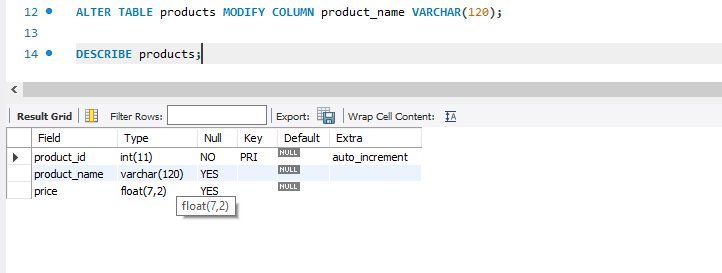 12 ALTER TABLE products MODIFY COLUMN product_name VARCHAR(120);
13
14 DESCRIBE products;
Result Grid Filter Rows: Export: Wrap Cell Content: IA
Field Type Null Key Default Extra
product_id int(11) NO PRI NULL auto_increment
product_name varchar(120) YES NULL
price float(7,2) YES NULL
float(7,2)